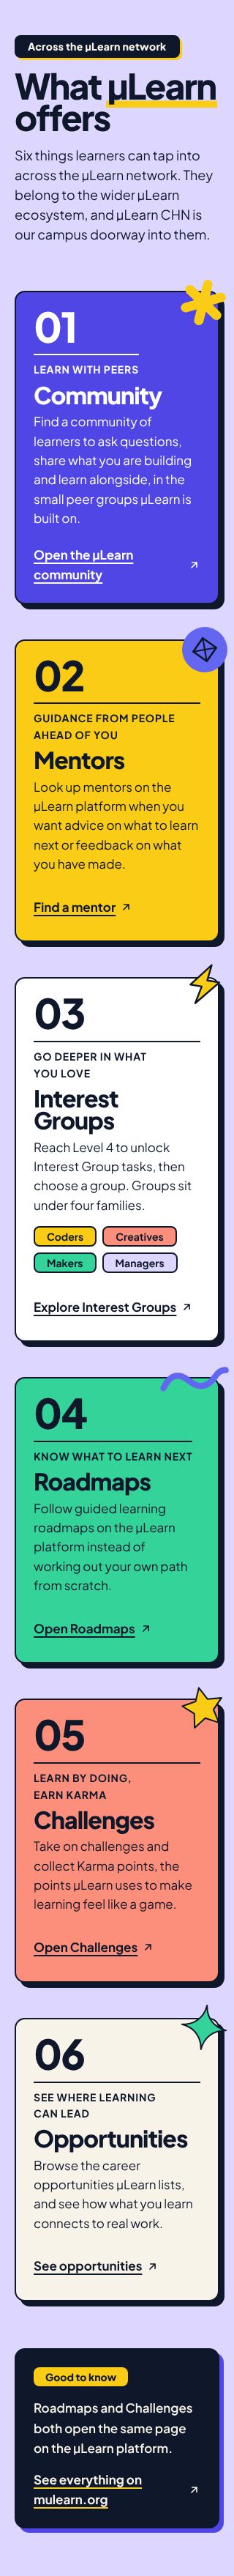 Across the µLearn network
What µLearn
offers
Six things learners can tap into
across the µLearn network. They
belong to the wider µLearn
ecosystem, and µLearn CHN is
our campus doorway into them.
01
LEARN WITH PEERS
Community
Find a community of
learners to ask questions,
share what you are building
and learn alongside, in the
small peer groups µLearn is
built on.
Open the µLearn
community
02
GUIDANCE FROM PEOPLE
AHEAD OF YOU
Mentors
Look up mentors on the
µLearn platform when you
want advice on what to learn
next or feedback on what
you have made.
Find a mentor
03
GO DEEPER IN WHAT
YOU LOVE
Interest
Groups
Reach Level 4 to unlock
Interest Group tasks, then
choose a group. Groups sit
under four families.
Coders Creatives
Makers Managers
Explore Interest Groups
04
KNOW WHAT TO LEARN NEXT
Roadmaps
Follow guided learning
roadmaps on the µLearn
platform instead of
working out your own path
from scratch.
Open Roadmaps
05
LEARN BY DOING,
EARN KARMA
Challenges
Take on challenges and
collect Karma points, the
points µLearn uses to make
learning feel like a game.
Open Challenges
06
SEE WHERE LEARNING
CAN LEAD
Opportunities
Browse the career
opportunities µLearn lists,
and see how what you learn
connects to real work.
See opportunities
Good to know
Roadmaps and Challenges
both open the same page
on the µLearn platform.
See everything on
mulearn.org